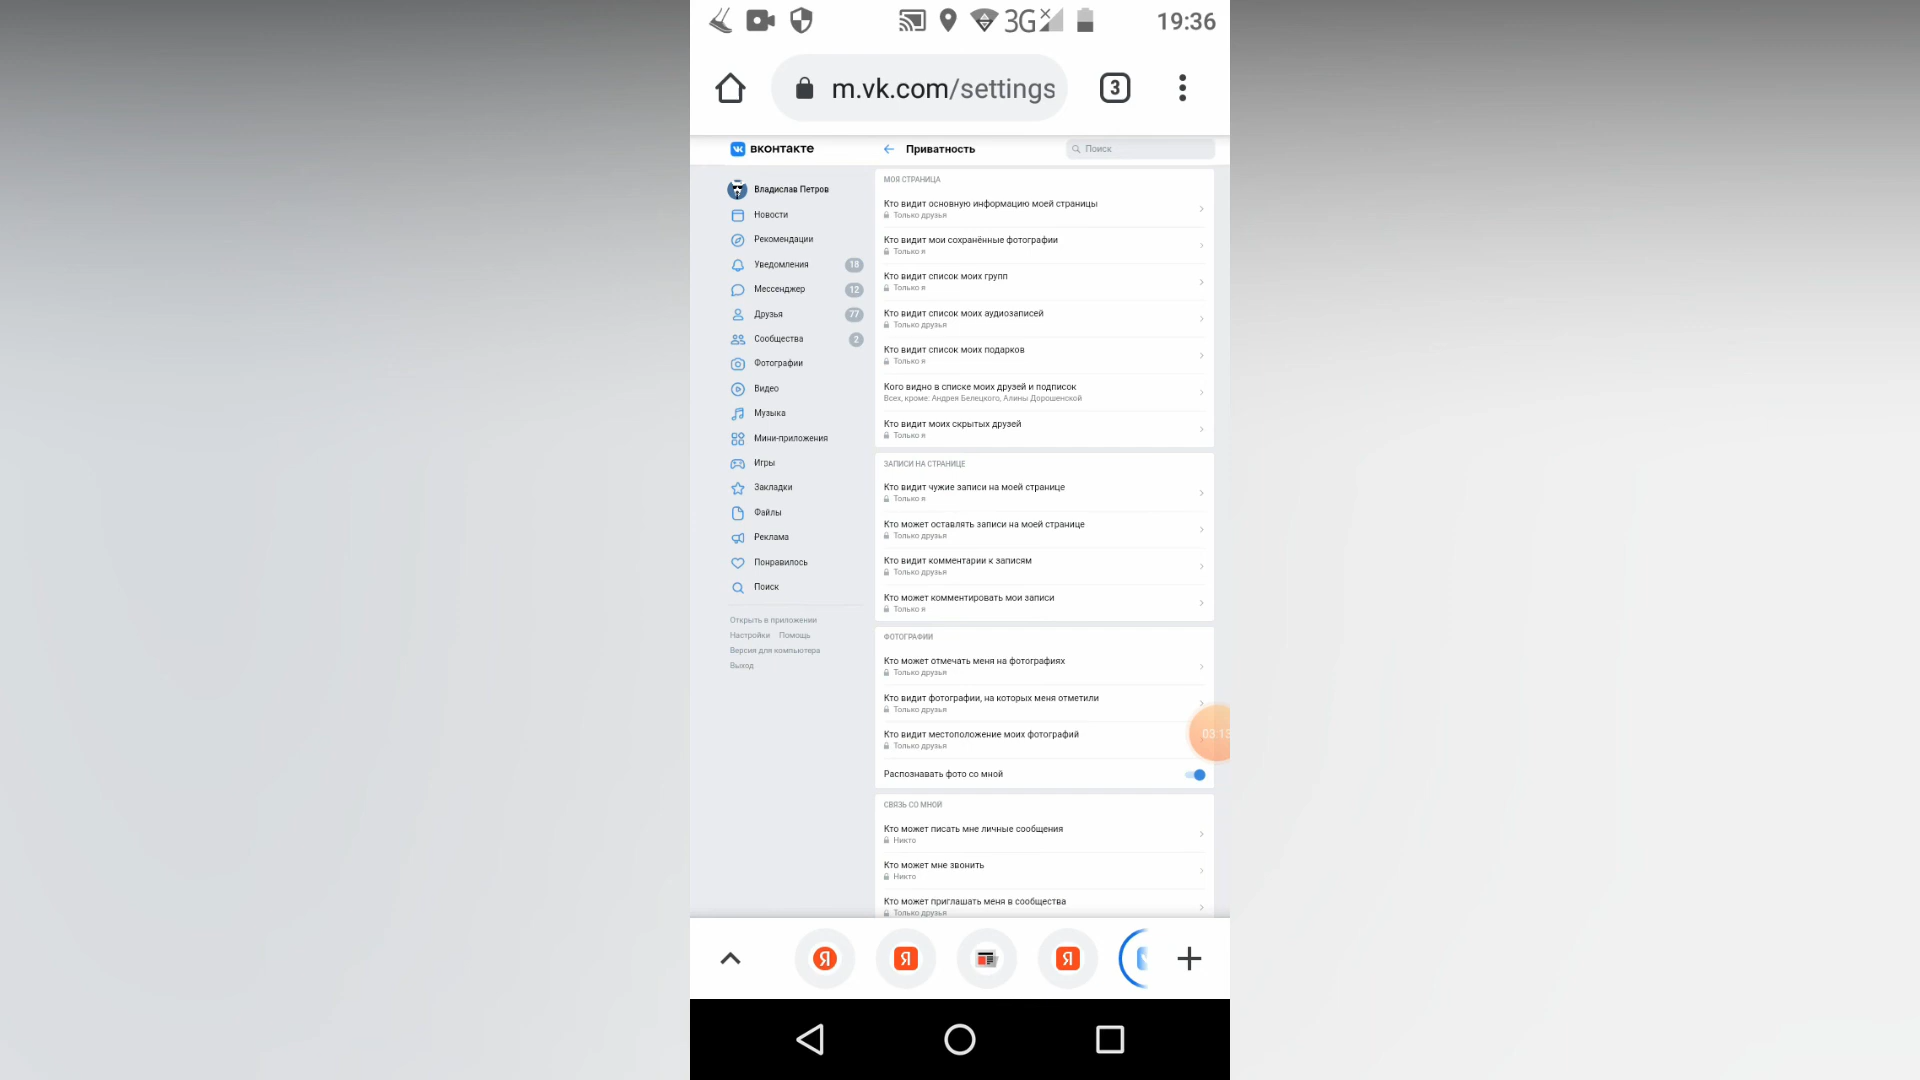 3G
19:36
m.vk.com/settings
3
вконтакте
Приватность
Поиск
Владислав Петров
Новости
Рекомендации
Уведомления 18
Мессенджер 12
Друзья 77
Сообщества 2
Фотографии
Видео
Музыка
Мини-приложения
Игры
Закладки
Файлы
Реклама
Понравилось
Поиск
Открыть в приложении
Настройки Помощь
Версия для компьютера
Выход
МОЯ СТРАНИЦА
Кто видит основную информацию моей страницы
Только друзья
Кто видит мои сохранённые фотографии
Только я
Кто видит список моих групп
Только я
Кто видит список моих аудиозаписей
Только друзья
Кто видит список моих подарков
Только я
Кого видно в списке моих друзей и подписок
Всех, кроме: Андрея Белецкого, Алины Дорошенской
Кто видит моих скрытых друзей
Только я
ЗАПИСИ НА СТРАНИЦЕ
Кто видит чужие записи на моей странице
Только я
Кто может оставлять записи на моей странице
Только друзья
Кто видит комментарии к записям
Только друзья
Кто может комментировать мои записи
Только я
ФОТОГРАФИИ
Кто может отмечать меня на фотографиях
Только друзья
Кто видит фотографии, на которых меня отметили
Только друзья
Кто видит местоположение моих фотографий
Только друзья
03:13
Распознавать фото со мной
СВЯЗЬ СО МНОЙ
Кто может писать мне личные сообщения
Никто
Кто может мне звонить
Никто
Кто может приглашать меня в сообщества
Только друзья
Я
Я
Я